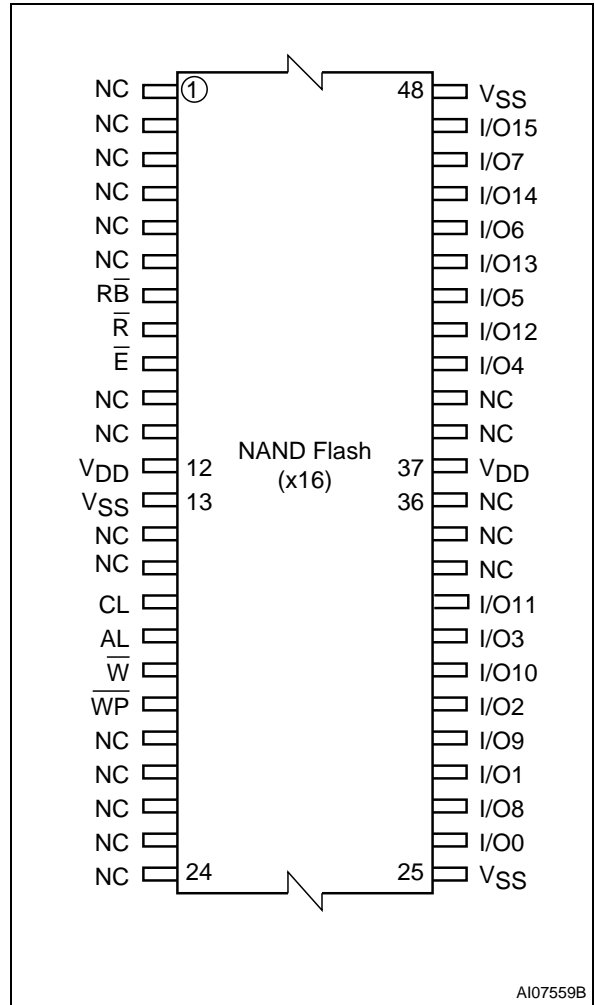 NC 1 48 VSS
NC I/O15
NC I/O7
NC I/O14
NC I/O6
NC I/O13
RB̅ I/O5
R̅ I/O12
E̅ I/O4
NC NC
NC NC
VDD 12 NAND Flash 37 VDD
(x16)
VSS 13 36 NC
NC NC
NC NC
CL I/O11
AL I/O3
W̅ I/O10
W̅P̅ I/O2
NC I/O9
NC I/O1
NC I/O8
NC I/O0
NC 24 25 VSS
AI07559B